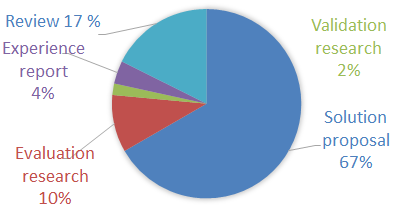 Review 17 %
Experience
report
4%
Evaluation
research
10%
Validation
research
2%
Solution
proposal
67%